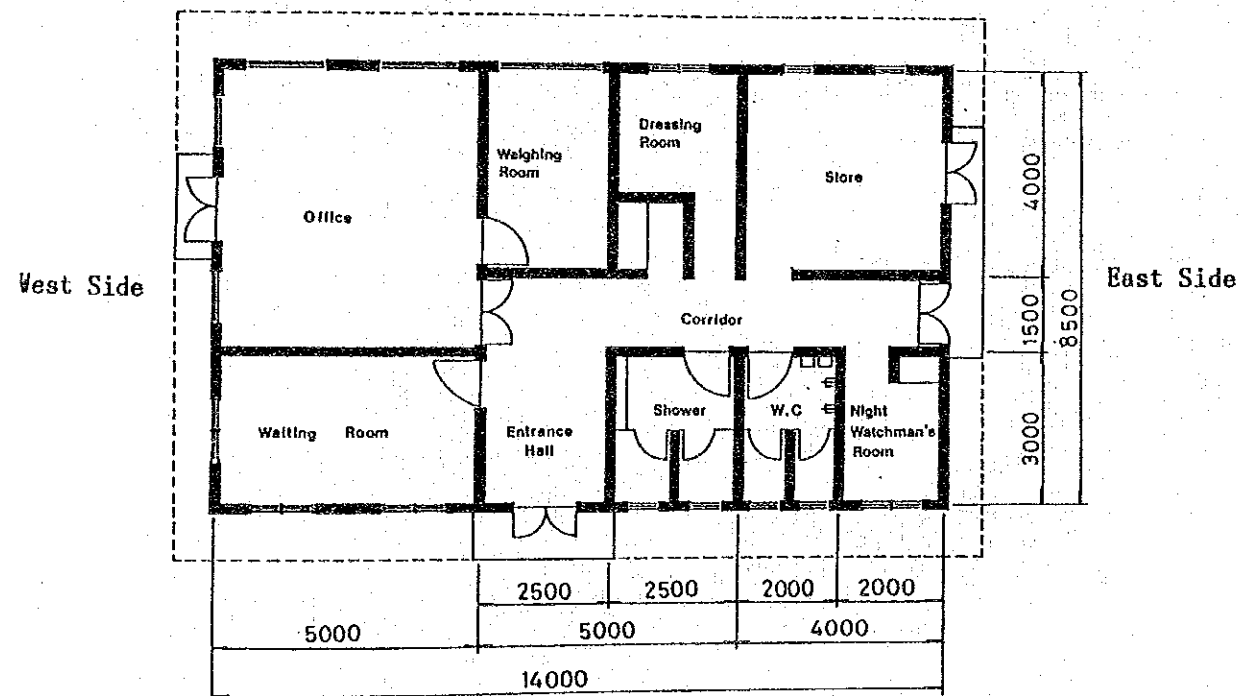 Dressing
Room
Weighing
Room
Store
Office
4000
West Side
East Side
Corridor
1500
8500
Waiting Room
Entrance
Hall
Shower
W.C
Night
Watchman's
Room
3000
2500
2500
2000
2000
5000
5000
4000
14000